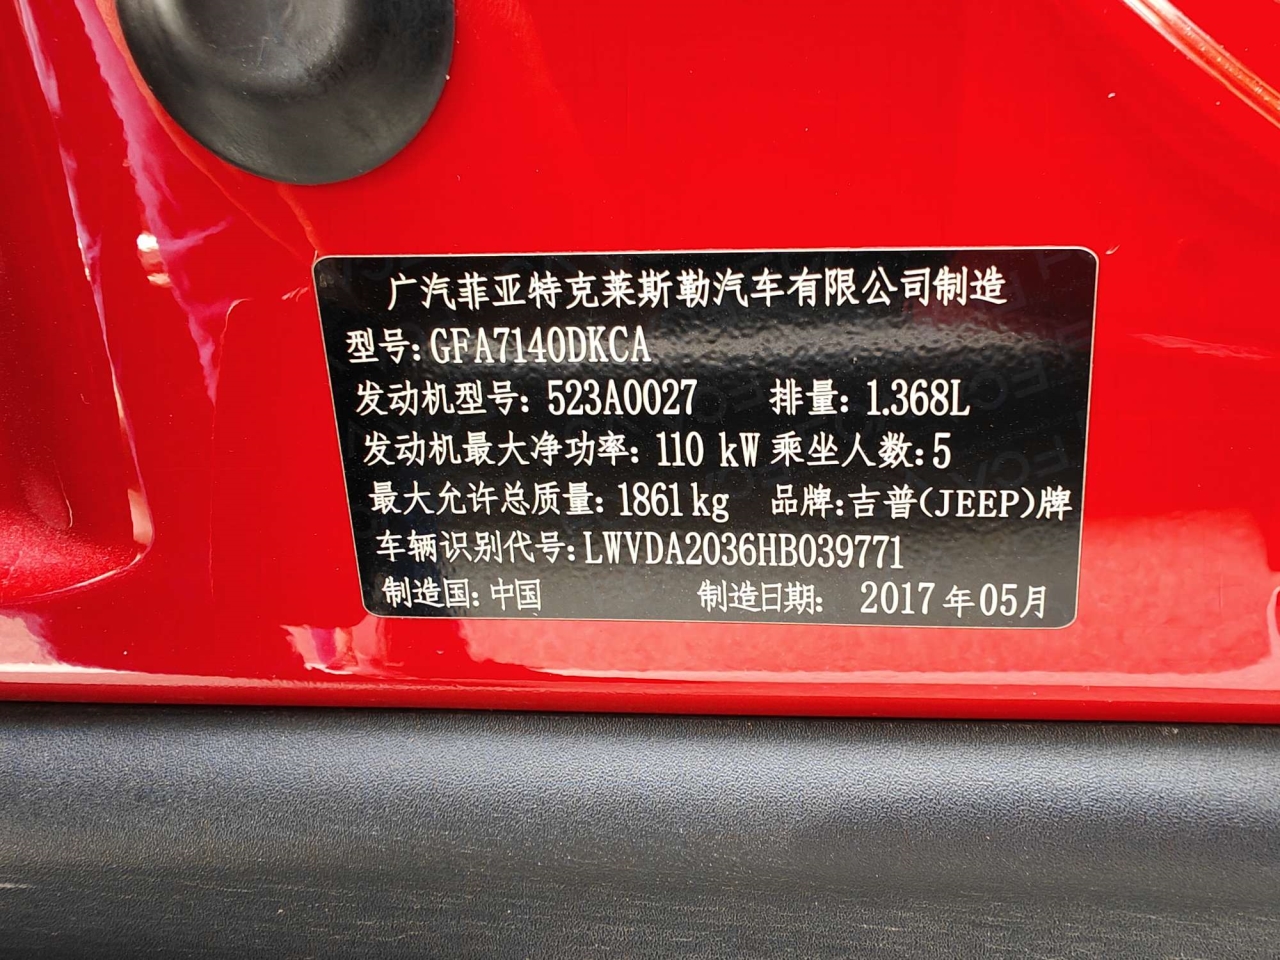 广汽菲亚特克莱斯勒汽车有限公司制造
型号:GFA7140DKCA
发动机型号: 523A0027 排量: 1.368L
发动机最大净功率: 110 kW 乘坐人数:5
最大允许总质量: 1861kg 品牌:吉普(JEEP)牌
车辆识别代号:LWVDA2036HB039771
制造国: 中国 制造日期: 2017年05月